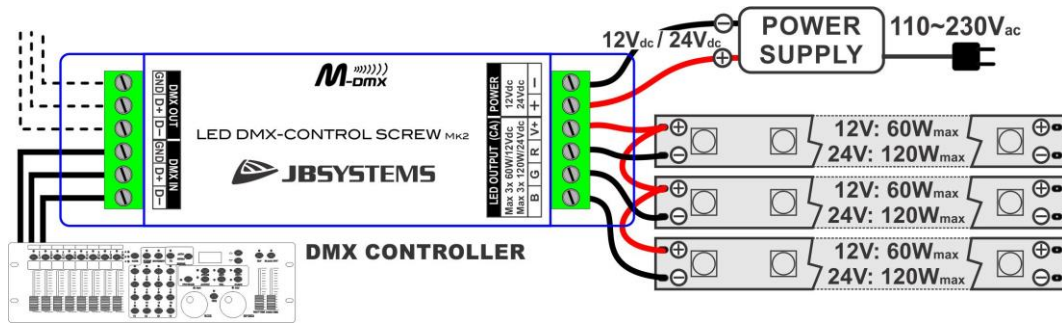 M-DMX
LED DMX-CONTROL SCREW Mk2
JBSYSTEMS
GND D+ D- GND D+ D-
DMX OUT DMX IN
LED OUTPUT (CA) POWER
Max 3x 60W/12Vdc 12Vdc
Max 3x 120W/24Vdc 24Vdc
B G R V+ + −
12Vdc / 24Vdc
− +
POWER
SUPPLY
110~230Vac
+ 12V: 60Wmax +
− 24V: 120Wmax −
+ 12V: 60Wmax +
− 24V: 120Wmax −
+ 12V: 60Wmax +
− 24V: 120Wmax −
DMX CONTROLLER